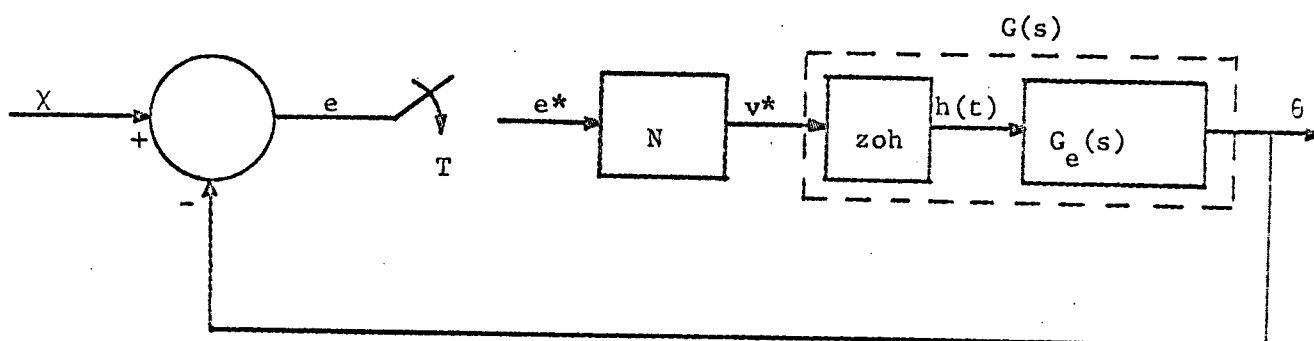 G(s)
χ
+
-
e
T
e*
N
v*
zoh
h(t)
G_e(s)
θ